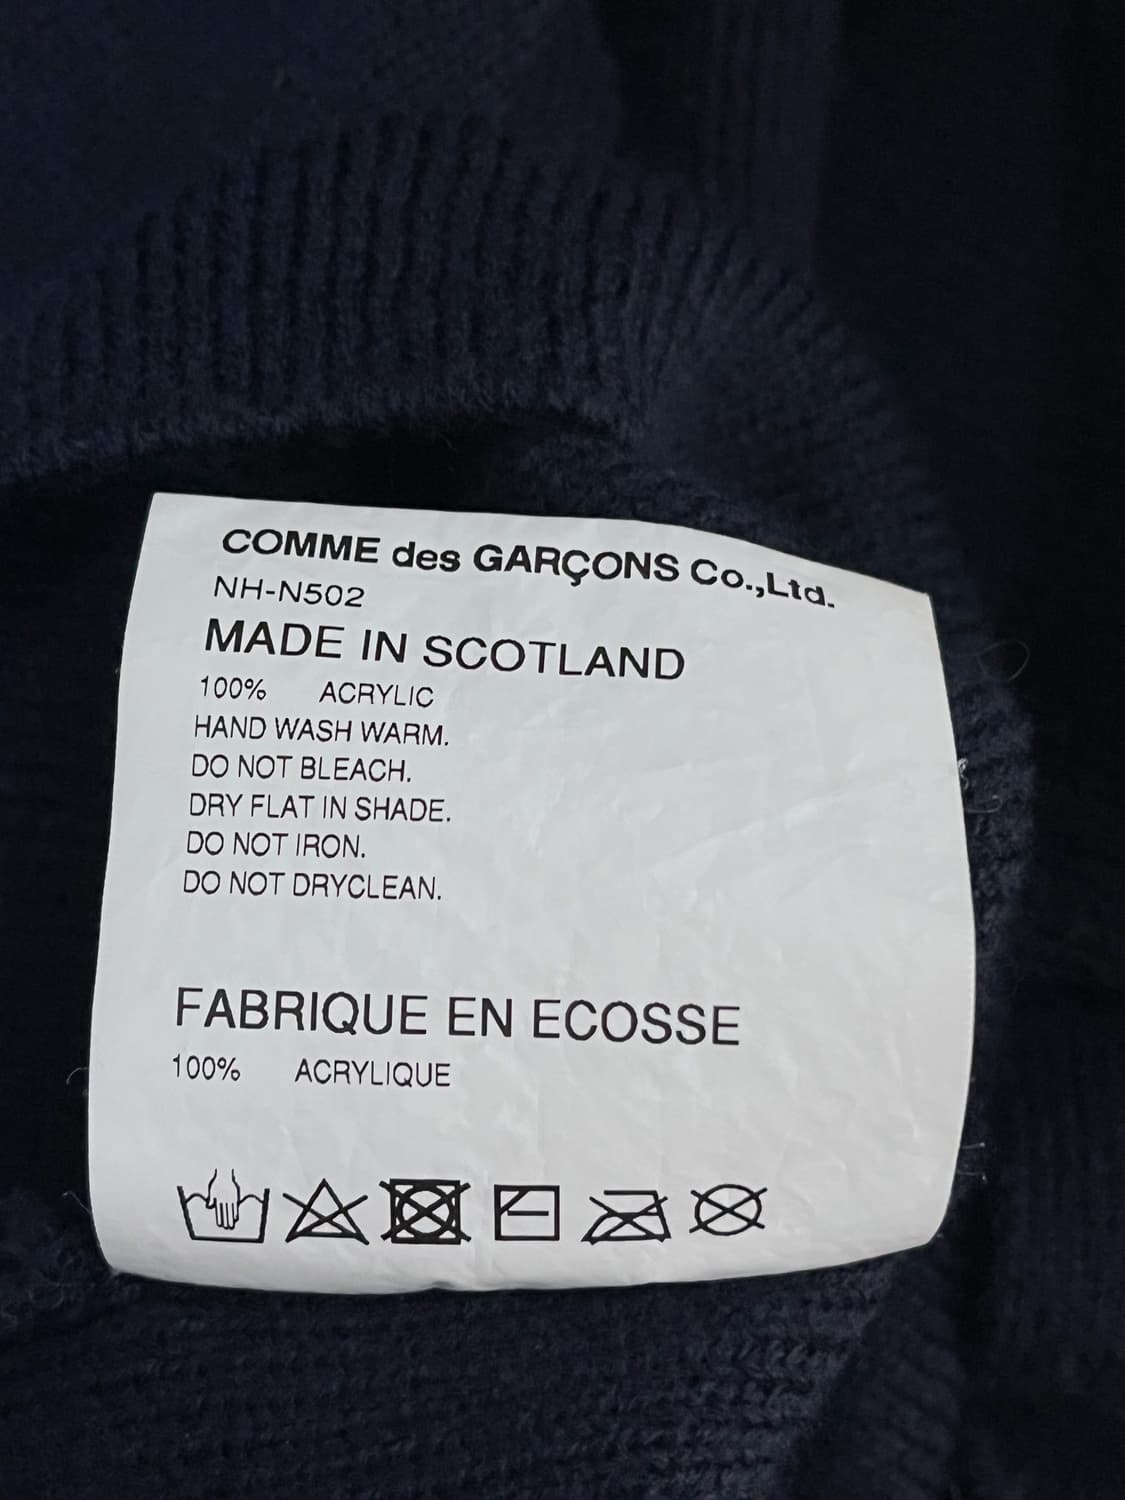 COMME des GARÇONS Co.,Ltd.
NH-N502
MADE IN SCOTLAND
100% ACRYLIC
HAND WASH WARM.
DO NOT BLEACH.
DRY FLAT IN SHADE.
DO NOT IRON.
DO NOT DRYCLEAN.
FABRIQUE EN ECOSSE
100% ACRYLIQUE